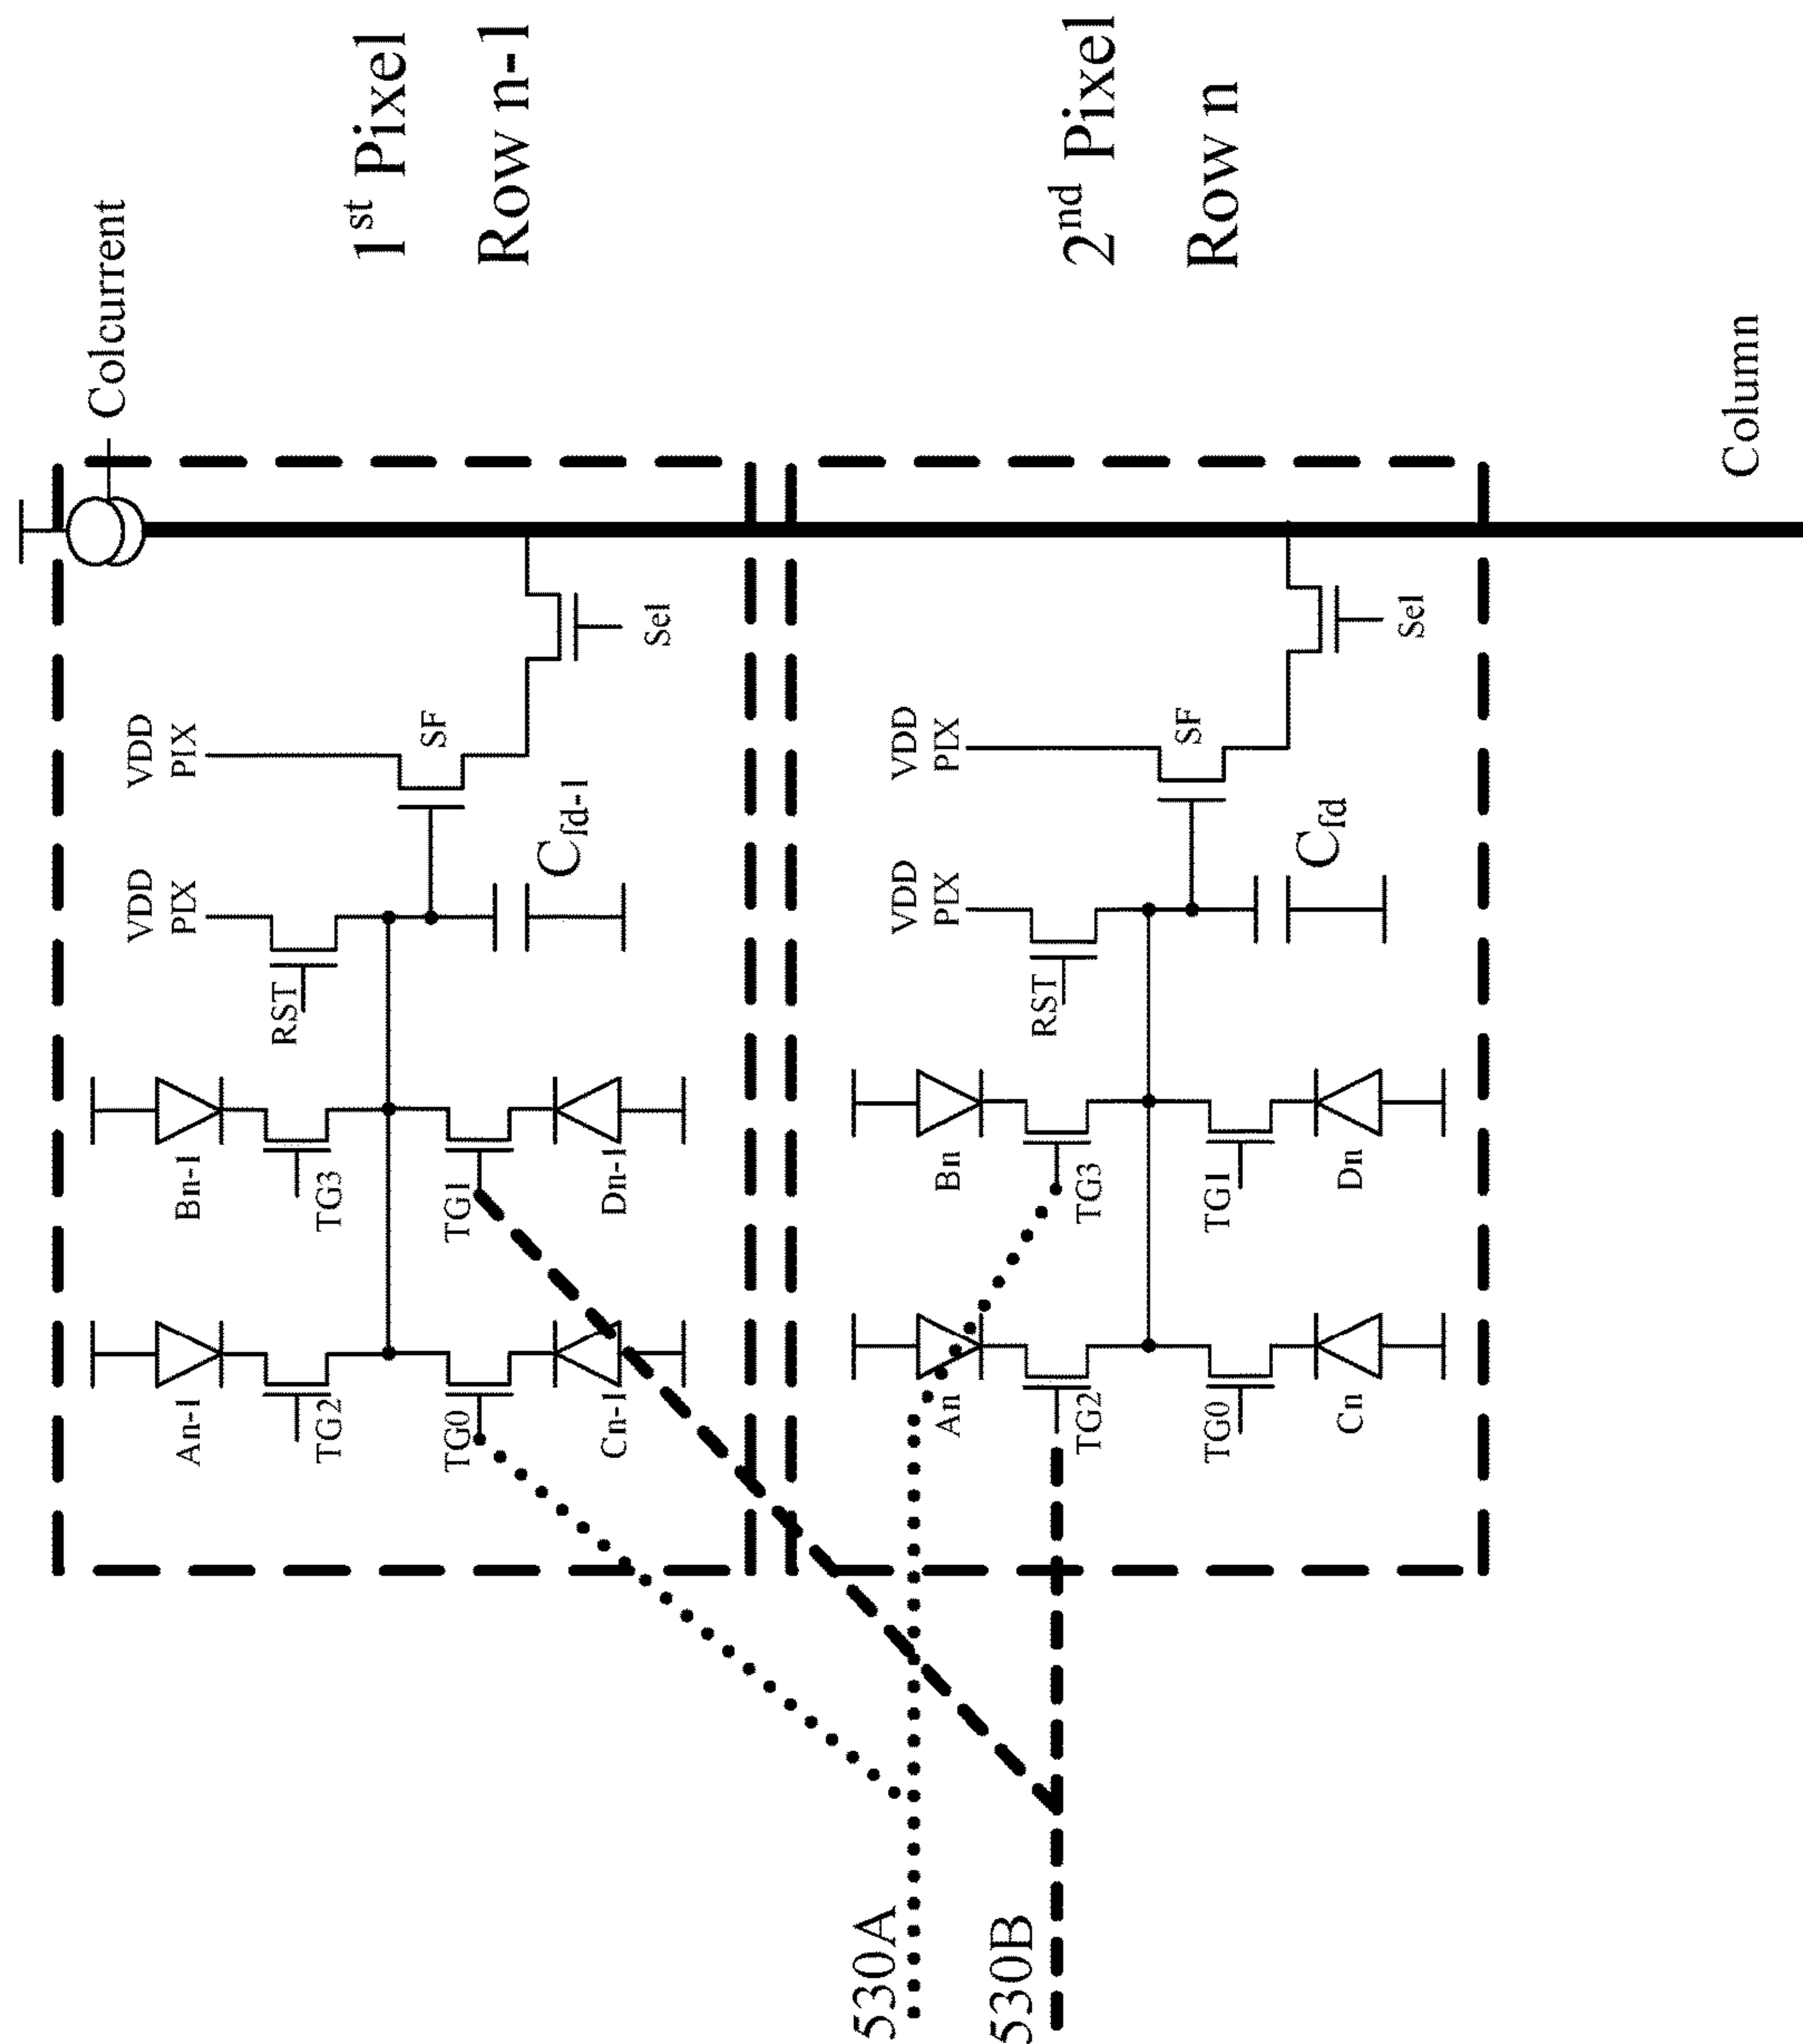 Colcurrent
1st Pixel
Row n-1
VDD
PIX
VDD
PIX
An-1
Bn-1
RST
SF
TG2
TG3
TG0
TG1
Cfd-1
Sel
Cn-1
Dn-1
2nd Pixel
Row n
530A
530B
VDD
PIX
VDD
PIX
An
Bn
RST
SF
TG2
TG3
TG0
TG1
Cfd
Sel
Cn
Dn
Column